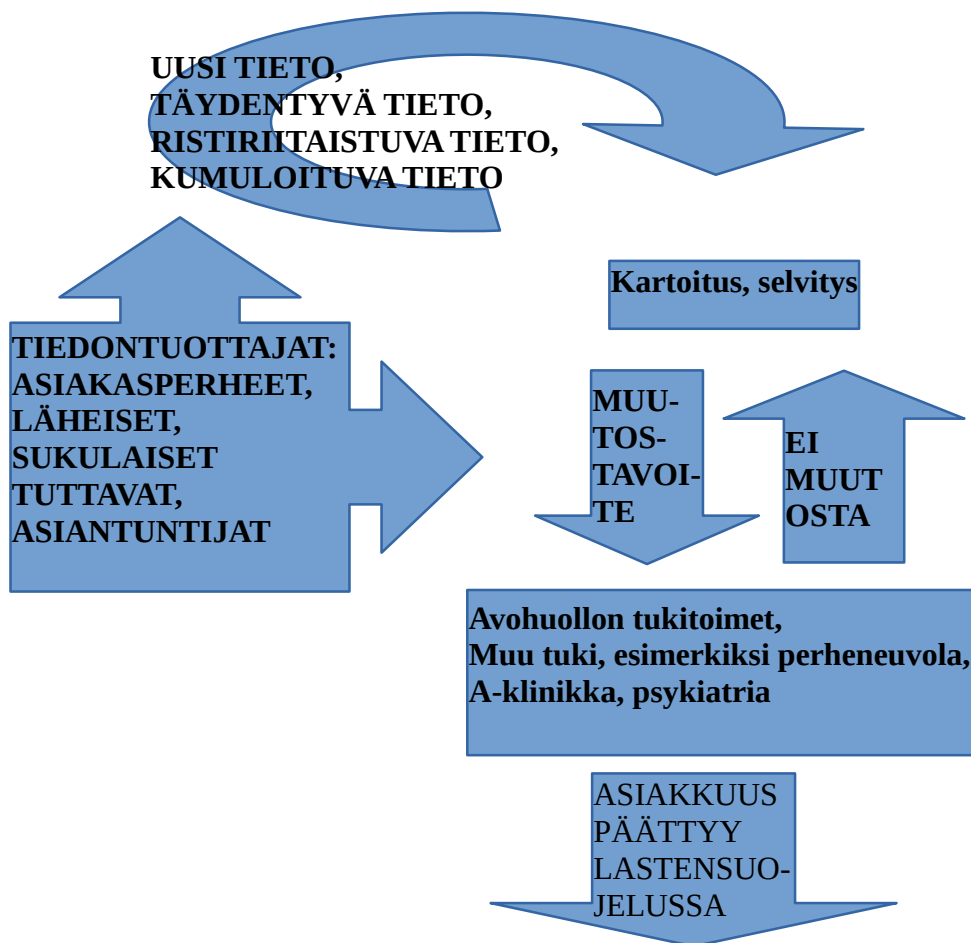 UUSI TIETO,
TÄYDENTYVÄ TIETO,
RISTIRIITAISTUVA TIETO,
KUMULOITUVA TIETO
Kartoitus, selvitys
TIEDONTUOTTAJAT:
ASIAKASPERHEET,
LÄHEISET,
SUKULAISET
TUTTAVAT,
ASIANTUNTIJAT
MUU-
TOS-
TAVOI-
TE
EI
MUUT
OSTA
Avohuollon tukitoimet,
Muu tuki, esimerkiksi perheneuvola,
A-klinikka, psykiatria
ASIAKKUUS
PÄÄTTYY
LASTENSUO-
JELUSSA